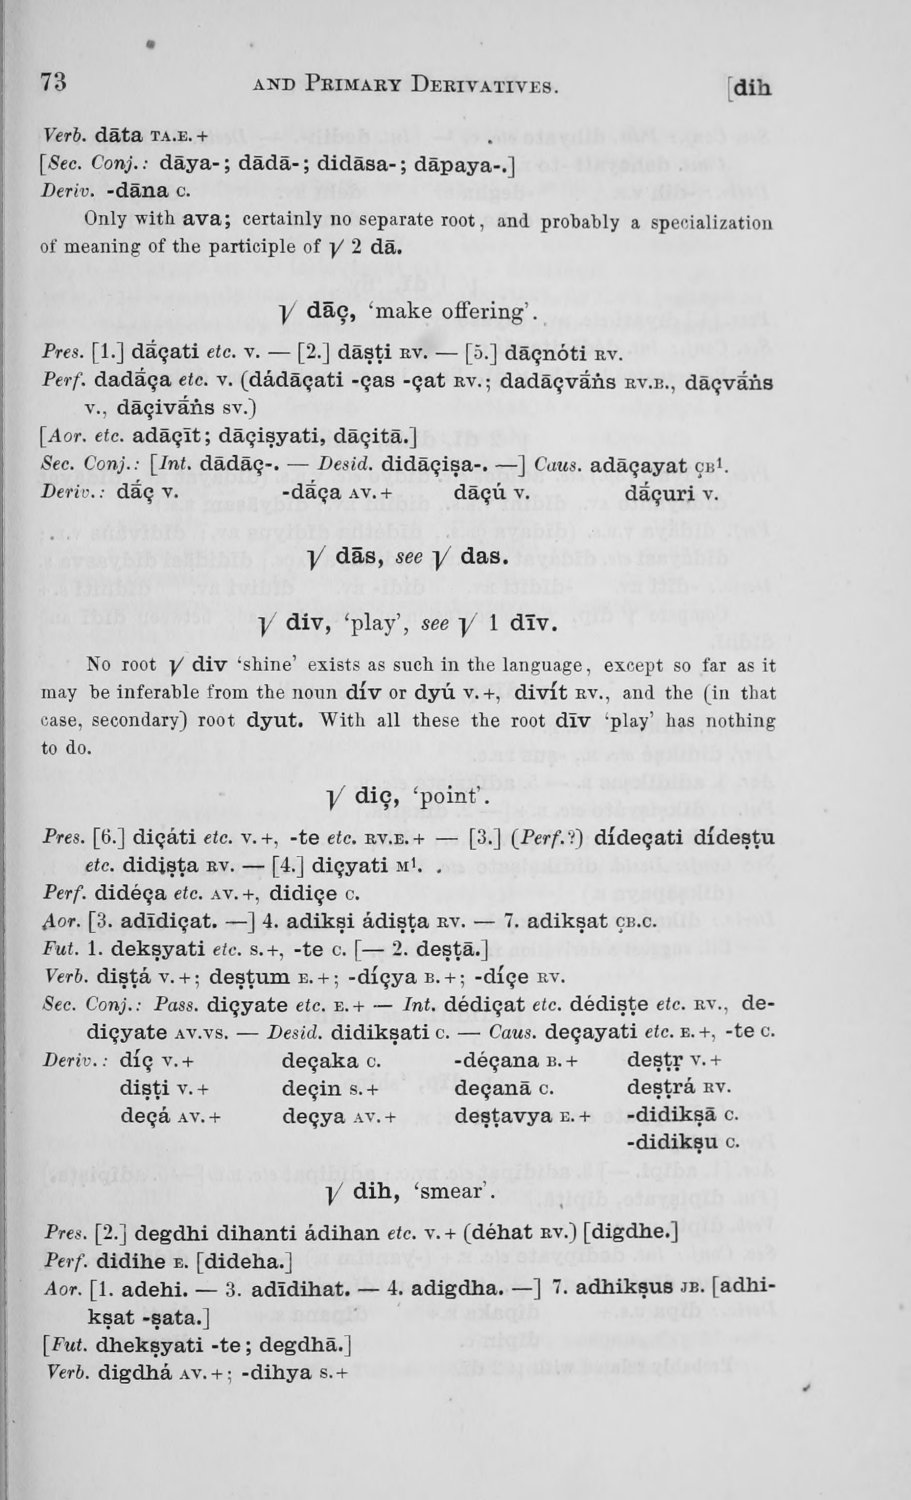 73 AND PRIMARY DERIVATIVES. [dih
Verb. dāta TA.E.+
[Sec. Conj.: dāya-; dādā-; didāsa-; dāpaya-.]
Deriv. -dāna C.
Only with ava; certainly no separate root, and probably a specialization
of meaning of the participle of √ 2 dā.
√ dāç, ‘make offering’.
Pres. [1.] dā́çati etc. V. — [2.] dāṣṭi RV. — [5.] dāçnóti RV.
Perf. dadā́ça etc. V. (dádāçati -ças -çat RV.; dadāçvā́ṅs RV.B., dāçvā́ṅs
V., dāçivā́ṅs SV.)
[Aor. etc. adāçīt; dāçiṣyati, dāçitā.]
Sec. Conj.: [Int. dādāç-. — Desid. didāçiṣa-. —] Caus. adāçayat ÇB¹.
Deriv.: dā́ç V. -dā́ça AV.+ dāçú V. dā́çuri V.
√ dās, see √ das.
√ div, ‘play’, see √ 1 dīv.
No root √ div ‘shine’ exists as such in the language, except so far as it
may be inferable from the noun dív or dyú V.+, divít RV., and the (in that
case, secondary) root dyut. With all these the root dīv ‘play’ has nothing
to do.
√ diç, ‘point’.
Pres. [6.] diçáti etc. V.+, -te etc. RV.E.+ — [3.] (Perf.?) dídeçati dídeṣṭu
etc. didiṣṭa RV. — [4.] diçyati M¹.
Perf. didéça etc. AV.+, didiçe C.
Aor. [3. adīdiçat. —] 4. adikṣi ádiṣṭa RV. — 7. adikṣat ÇB.C.
Fut. 1. dekṣyati etc. S.+, -te C. [— 2. deṣṭā.]
Verb. diṣṭá V.+; deṣṭum E.+; -díçya B.+; -díçe RV.
Sec. Conj.: Pass. diçyate etc. E.+ — Int. dédiçat etc. dédiṣṭe etc. RV., de-
diçyate AV.VS. — Desid. didikṣati C. — Caus. deçayati etc. E.+, -te C.
Deriv.: díç V.+ deçaka C. -déçana B.+ deṣṭṛ V.+
diṣṭi V.+ deçin S.+ deçanā C. deṣṭrá RV.
deçá AV.+ deçya AV.+ deṣṭavya E.+ -didikṣā C.
-didikṣu C.
√ dih, ‘smear’.
Pres. [2.] degdhi dihanti ádihan etc. V.+ (déhat RV.) [digdhe.]
Perf. didihe E. [dideha.]
Aor. [1. adehi. — 3. adīdihat. — 4. adigdha. —] 7. adhikṣus JB. [adhi-
kṣat -ṣata.]
[Fut. dhekṣyati -te; degdhā.]
Verb. digdhá AV.+; -dihya S.+